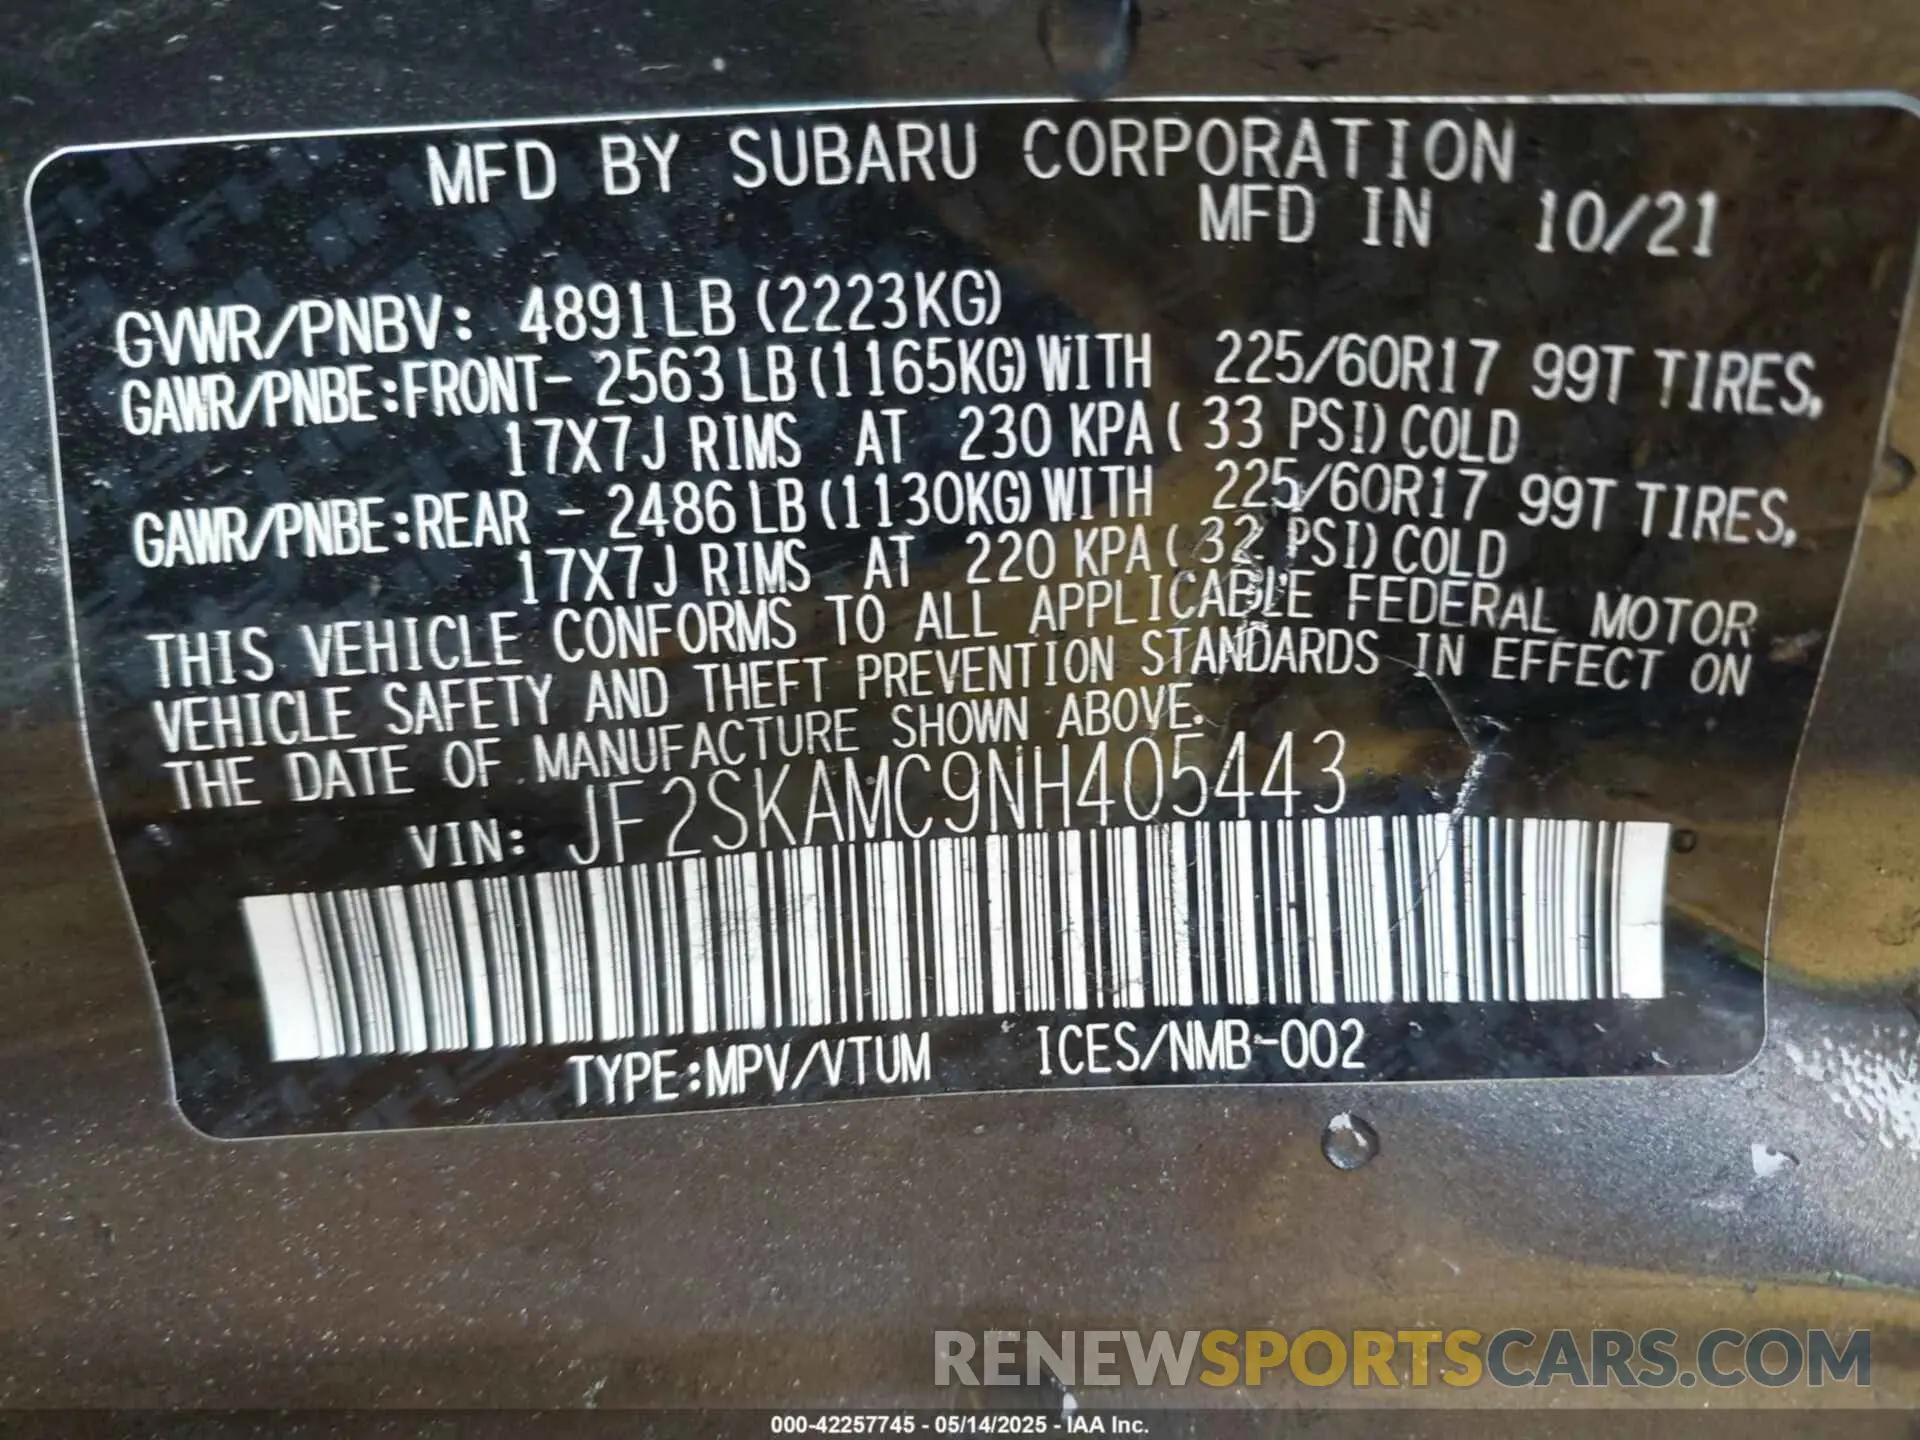 MFD BY SUBARU CORPORATION
MFD IN 10/21
GVWR/PNBV: 4891LB (2223KG)
GAWR/PNBE:FRONT- 2563 LB (1165KG) WITH 225/60R17 99T TIRES,
17X7J RIMS AT 230 KPA ( 33 PSI) COLD
GAWR/PNBE:REAR - 2486 LB (1130KG) WITH 225/60R17 99T TIRES,
17X7J RIMS AT 220 KPA ( 32 PSI) COLD
THIS VEHICLE CONFORMS TO ALL APPLICABLE FEDERAL MOTOR
VEHICLE SAFETY AND THEFT PREVENTION STANDARDS IN EFFECT ON
THE DATE OF MANUFACTURE SHOWN ABOVE.
VIN: JF2SKAMC9NH405443
TYPE:MPV/VTUM ICES/NMB-002
RENEWSPORTSCARS.COM
000-42257745 - 05/14/2025 - IAA Inc.